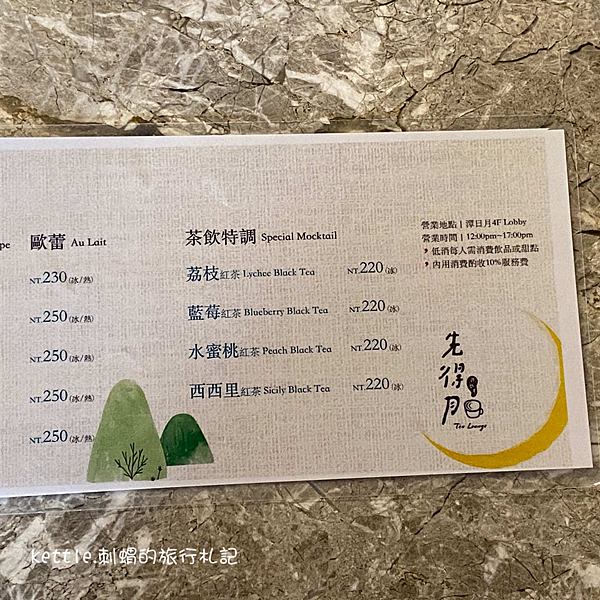 pe
歐蕾 Au Lait
NT.230(冰/熱)
NT.250(冰/熱)
NT.250(冰/熱)
NT.250(冰/熱)
NT.250(冰/熱)
茶飲特調 Special Mocktail
荔枝紅茶 Lychee Black Tea NT.220(冰)
藍莓紅茶 Blueberry Black Tea NT.220(冰)
水蜜桃紅茶 Peach Black Tea NT.220(冰)
西西里紅茶 Sicily Black Tea NT.220(冰)
營業地點 | 潭日月4F Lobby
營業時間 | 12:00pm~17:00pm
低消每人需消費飲品或甜點
內用消費酌收10%服務費
先得月
Tea Lounge
kettle.刺蝟的旅行札記